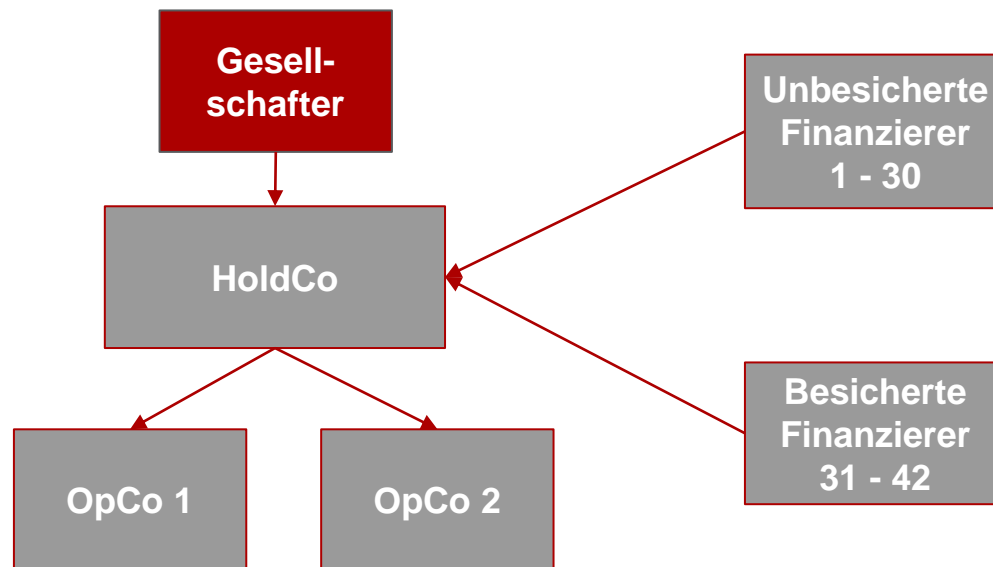 Gesell-
schafter
Unbesicherte
Finanzierer
1 - 30
HoldCo
Besicherte
Finanzierer
31 - 42
OpCo 1
OpCo 2